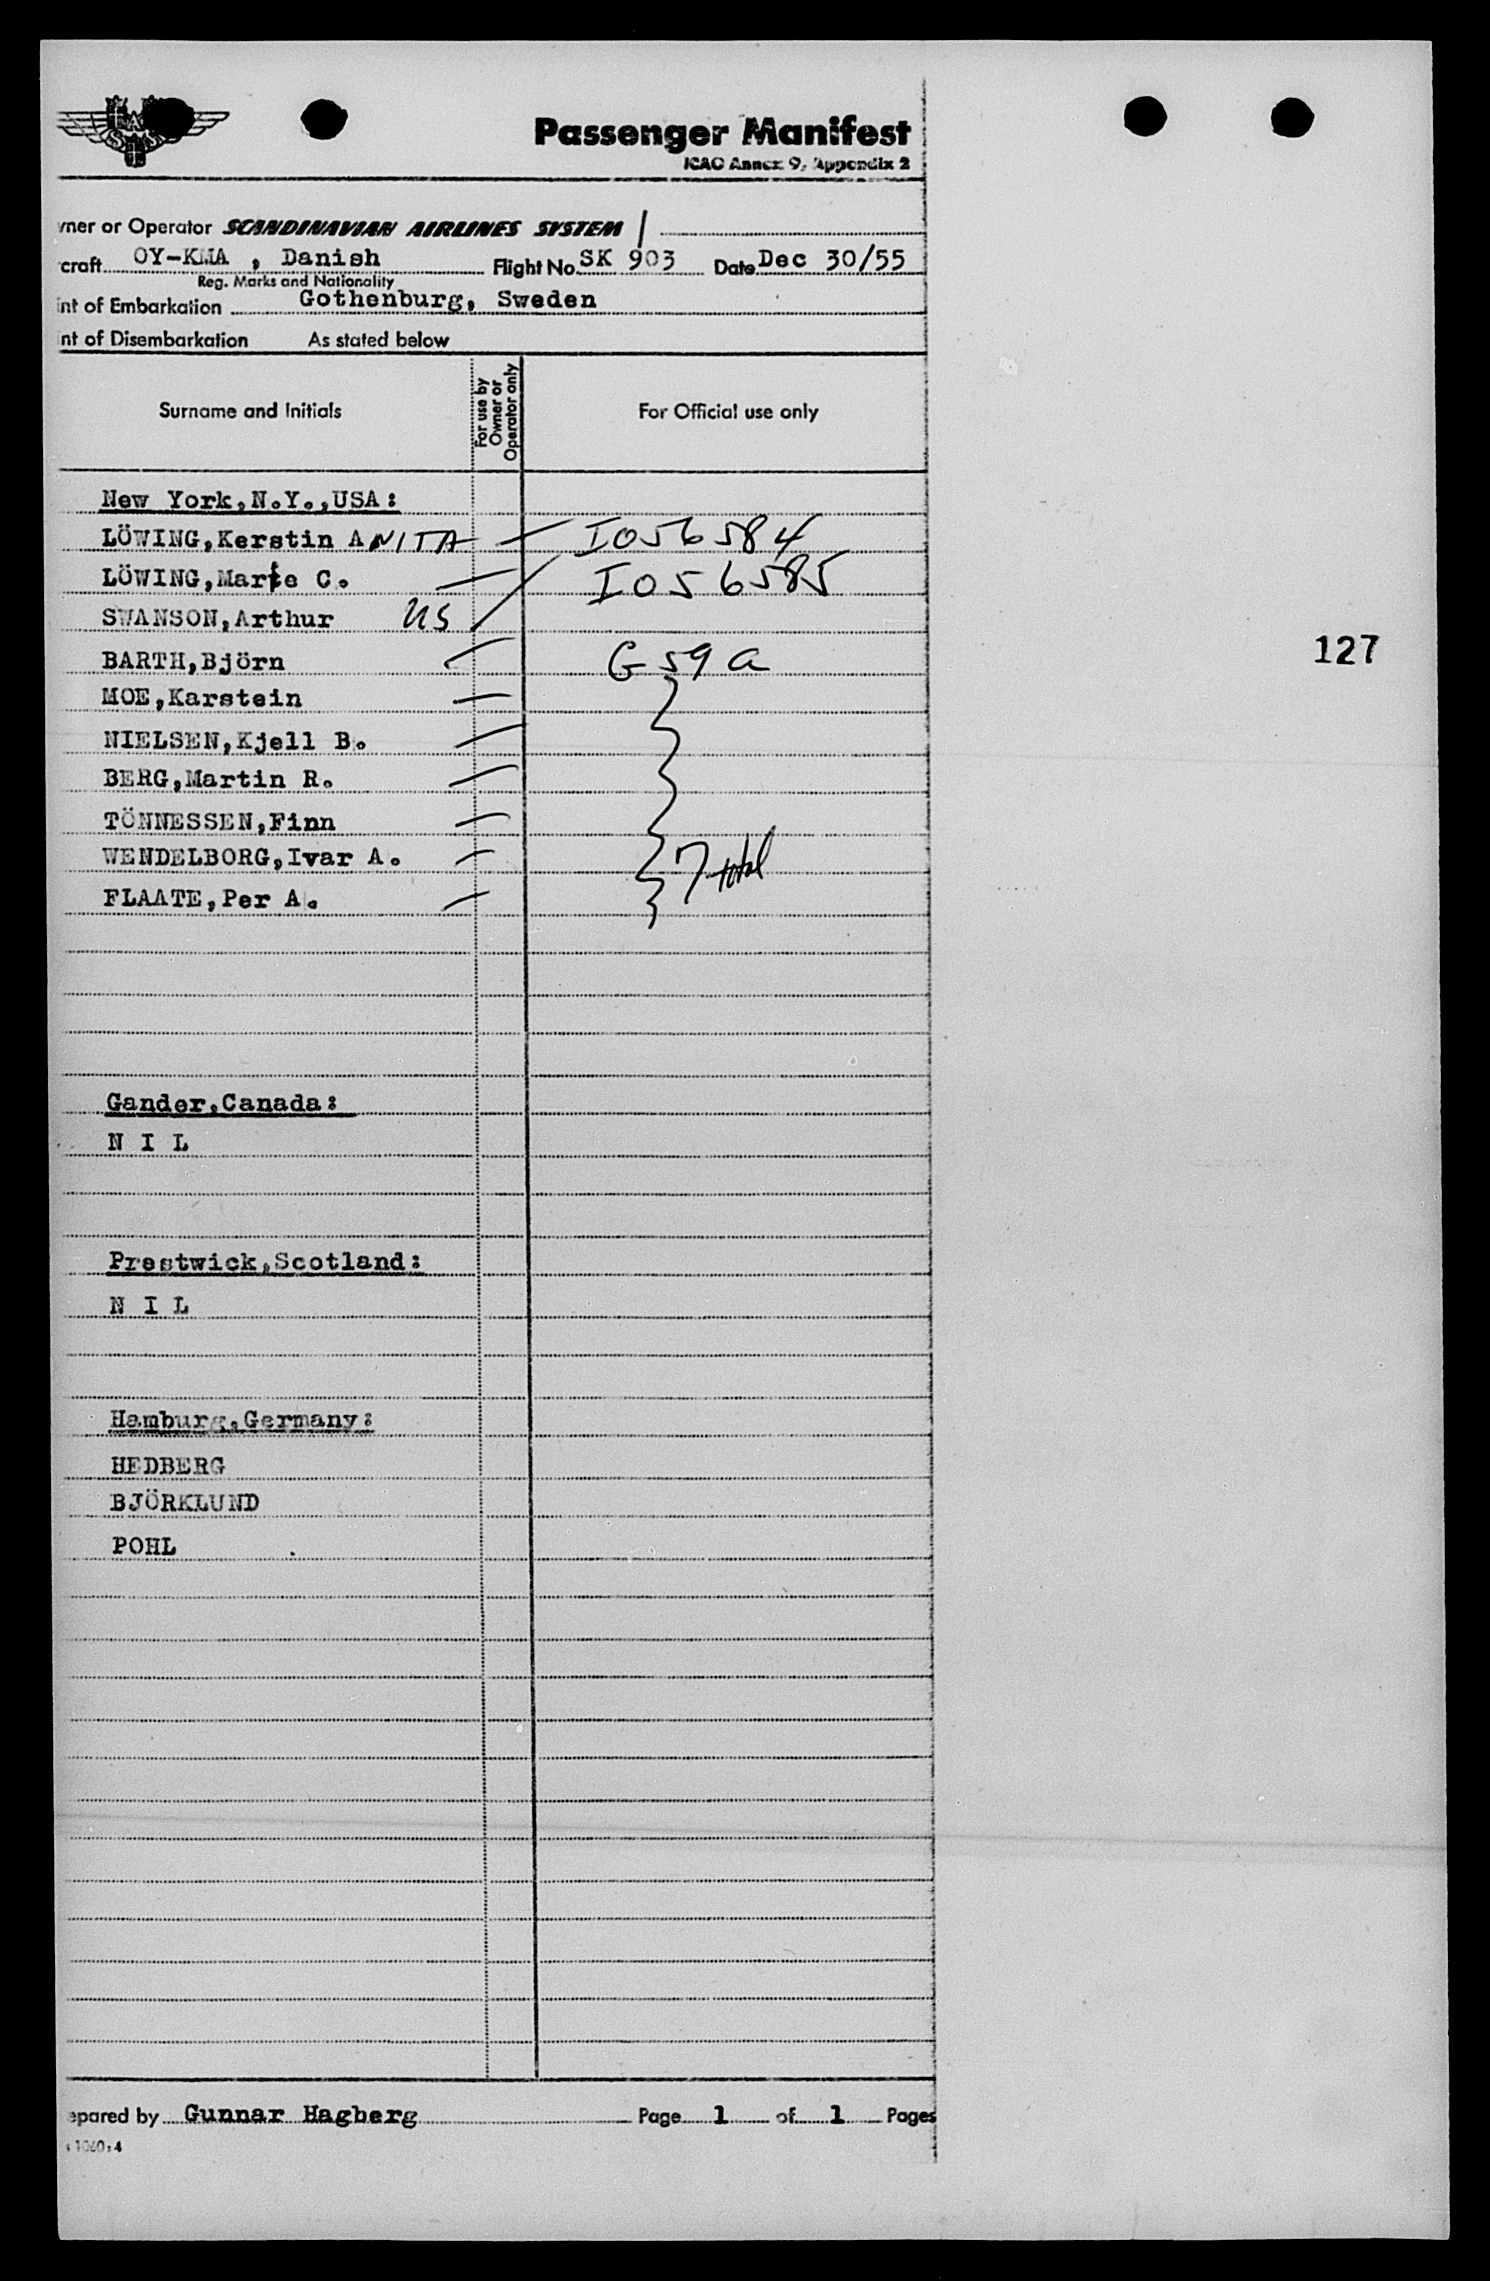 SAS
Passenger Manifest
ICAO Annex 9, Appendix 2
wner or Operator SCANDINAVIAN AIRLINES SYSTEM /
craft OY-KMA , Danish Flight No. SK 903 Date Dec 30/55
Reg. Marks and Nationality
int of Embarkation Gothenburg, Sweden
nt of Disembarkation As stated below
Surname and Initials For use by Owner or Operator only For Official use only
New York,N.Y.,USA:
LÖWING,Kerstin ANITA — I056584
LÖWING,Marie C. — I056585
SWANSON,Arthur US /
BARTH,Björn G 59 a
127
MOE,Karstein
NIELSEN,Kjell B.
BERG,Martin R.
TÖNNESSEN,Finn
WENDELBORG,Ivar A. 7 total
FLAATE,Per A.
Gander,Canada:
N I L
Prestwick,Scotland:
N I L
Hamburg,Germany:
HEDBERG
BJÖRKLUND
POHL
epared by Gunnar Hagberg Page 1 of 1 Pages